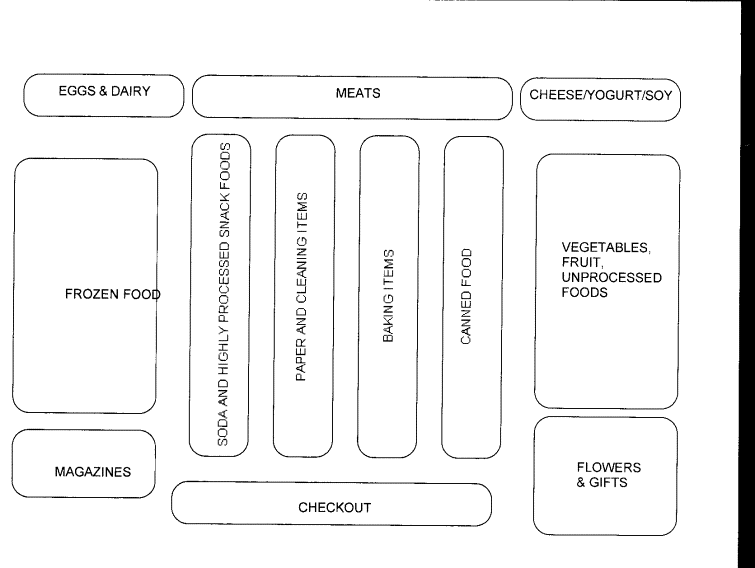 EGGS & DAIRY
MEATS
CHEESE/YOGURT/SOY
SODA AND HIGHLY PROCESSED SNACK FOODS
PAPER AND CLEANING ITEMS
BAKING ITEMS
CANNED FOOD
FROZEN FOOD
VEGETABLES,
FRUIT,
UNPROCESSED
FOODS
MAGAZINES
CHECKOUT
FLOWERS
& GIFTS